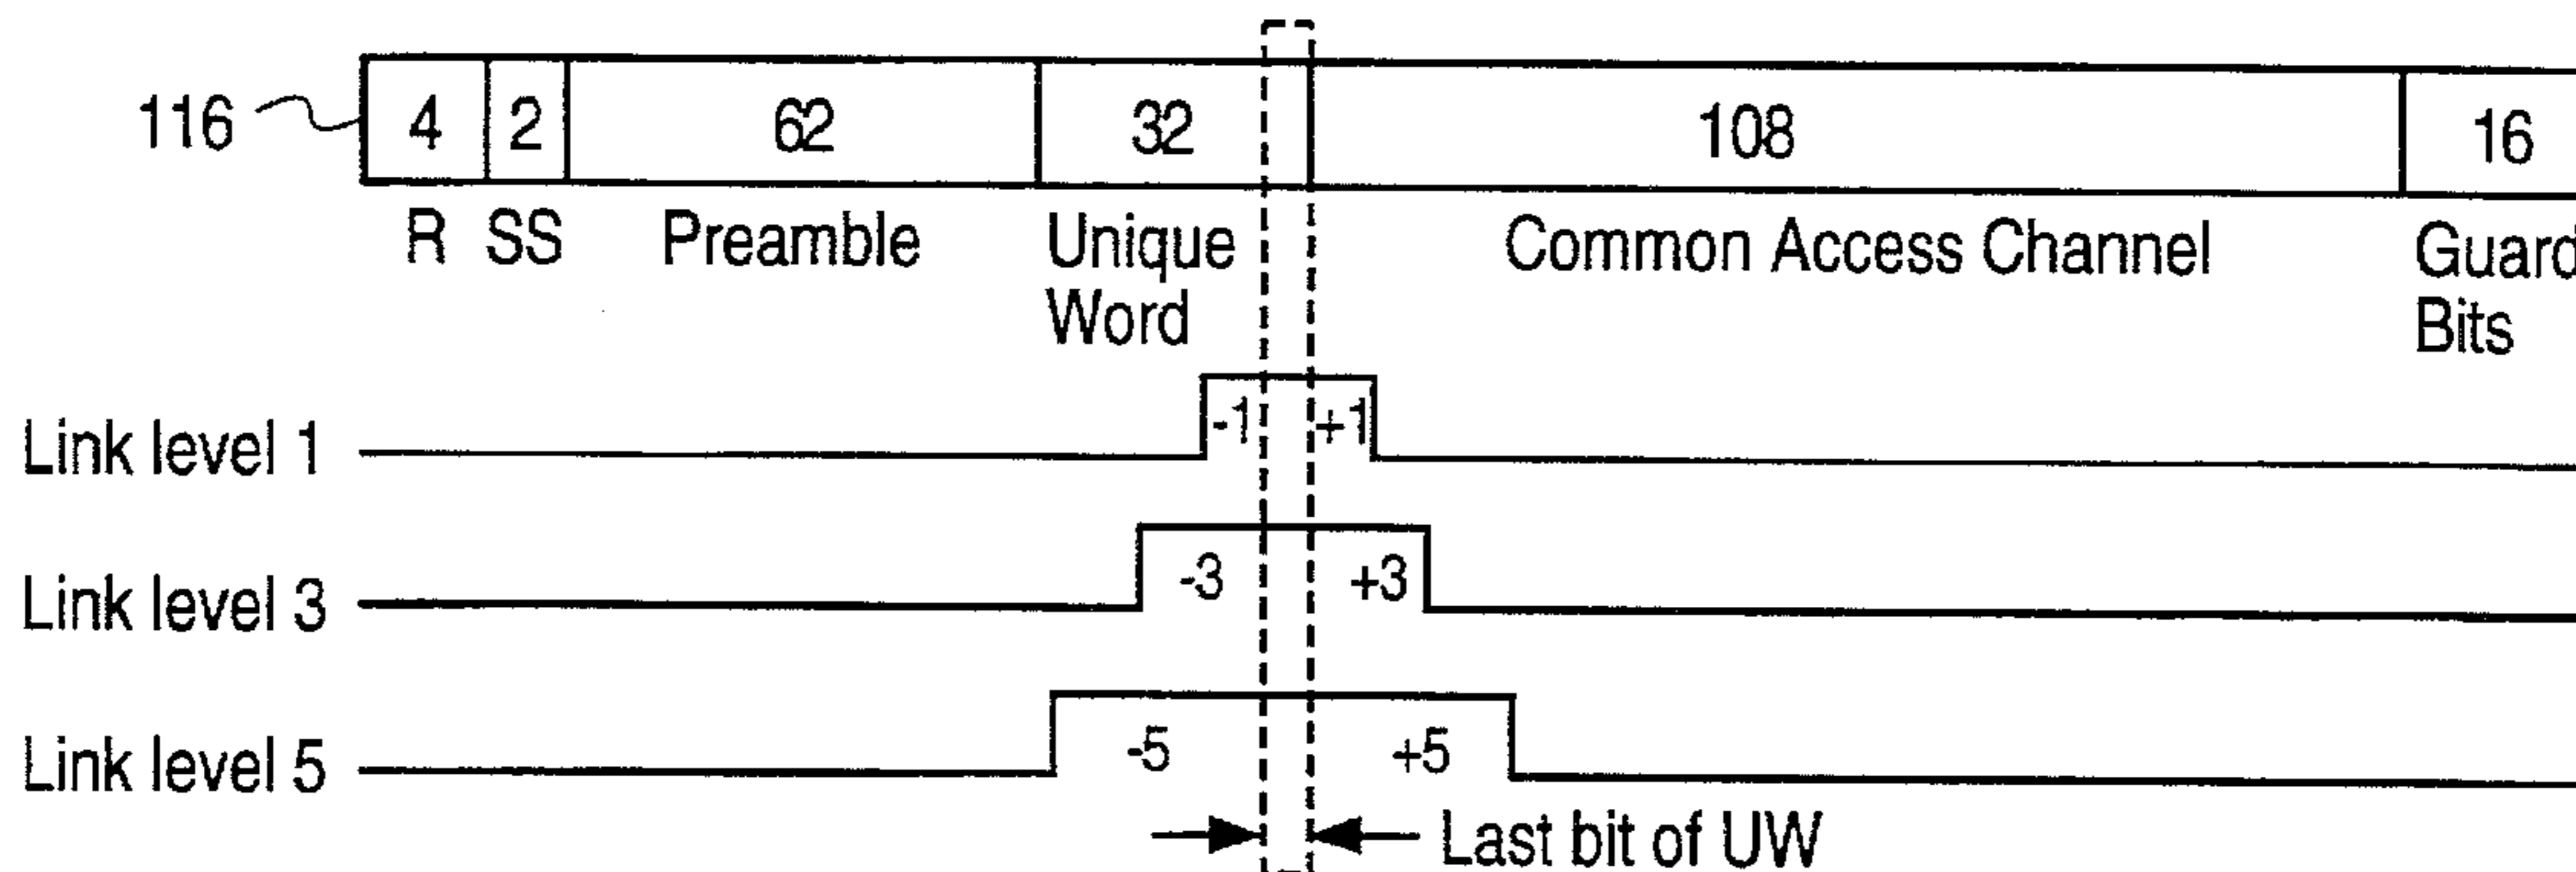 116 4 2 62 32 108 16
R SS Preamble Unique Word Common Access Channel Guard Bits
Link level 1 -1 +1
Link level 3 -3 +3
Link level 5 -5 +5
Last bit of UW